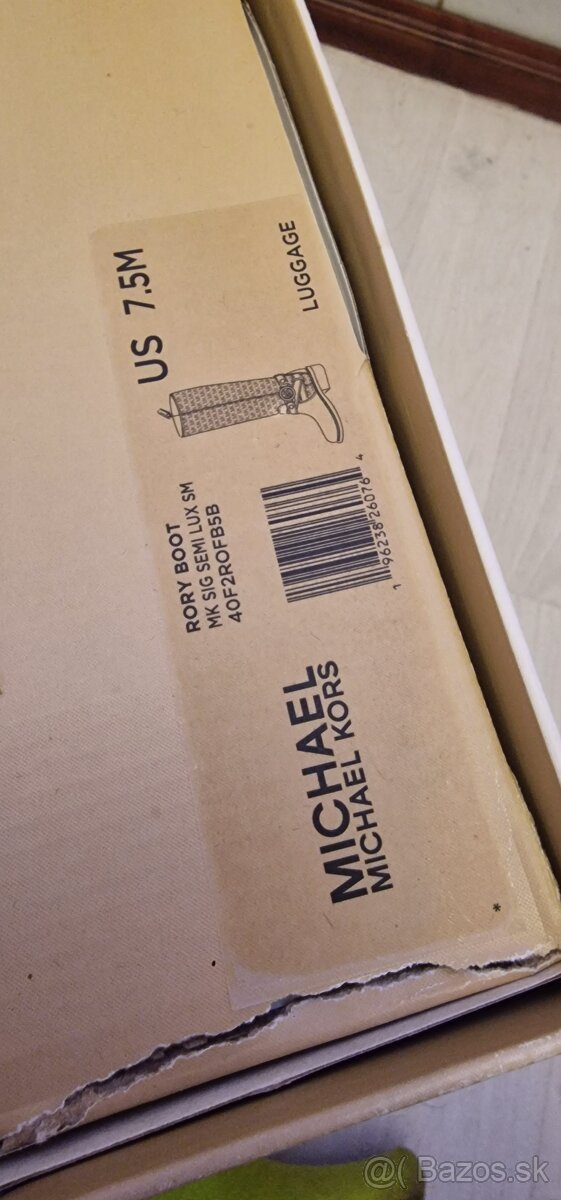 MICHAEL
MICHAEL KORS
RORY BOOT
MK SIG SEMI LUX SM
40F2ROFB5B
1 96238 26076 4
US 7.5M
LUGGAGE
*
@( Bazos.sk